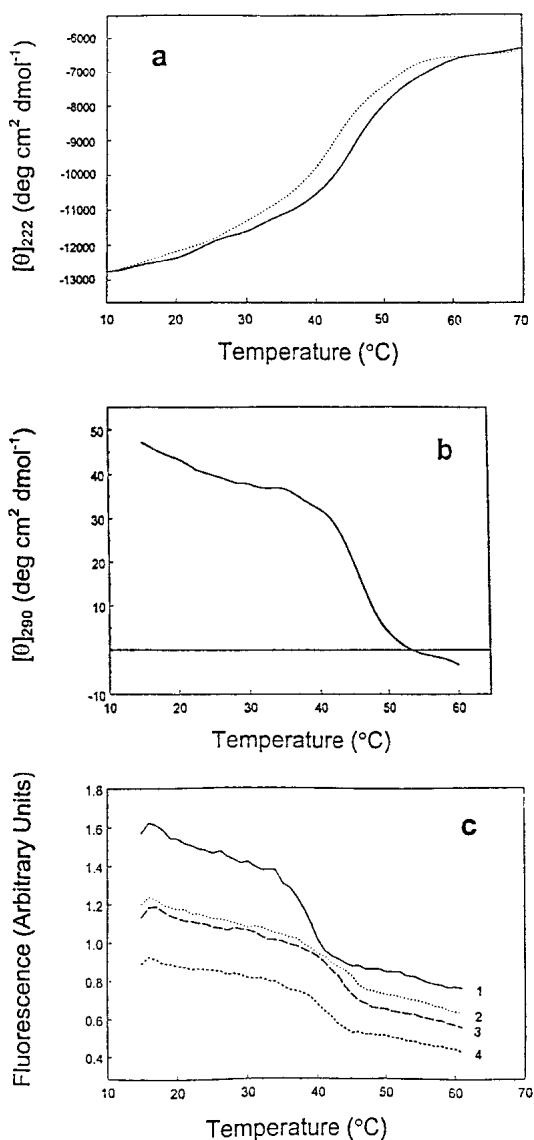 a
[θ]222 (deg cm² dmol⁻¹)
-5000
-6000
-7000
-8000
-9000
-10000
-11000
-12000
-13000
10 20 30 40 50 60 70
Temperature (°C)
b
[θ]290 (deg cm² dmol⁻¹)
50
40
30
20
10
-10
10 20 30 40 50 60
Temperature (°C)
c
Fluorescence (Arbitrary Units)
1.8
1.6
1.4
1.2
1.0
0.8
0.6
0.4
1
2
3
4
10 20 30 40 50 60 70
Temperature (°C)